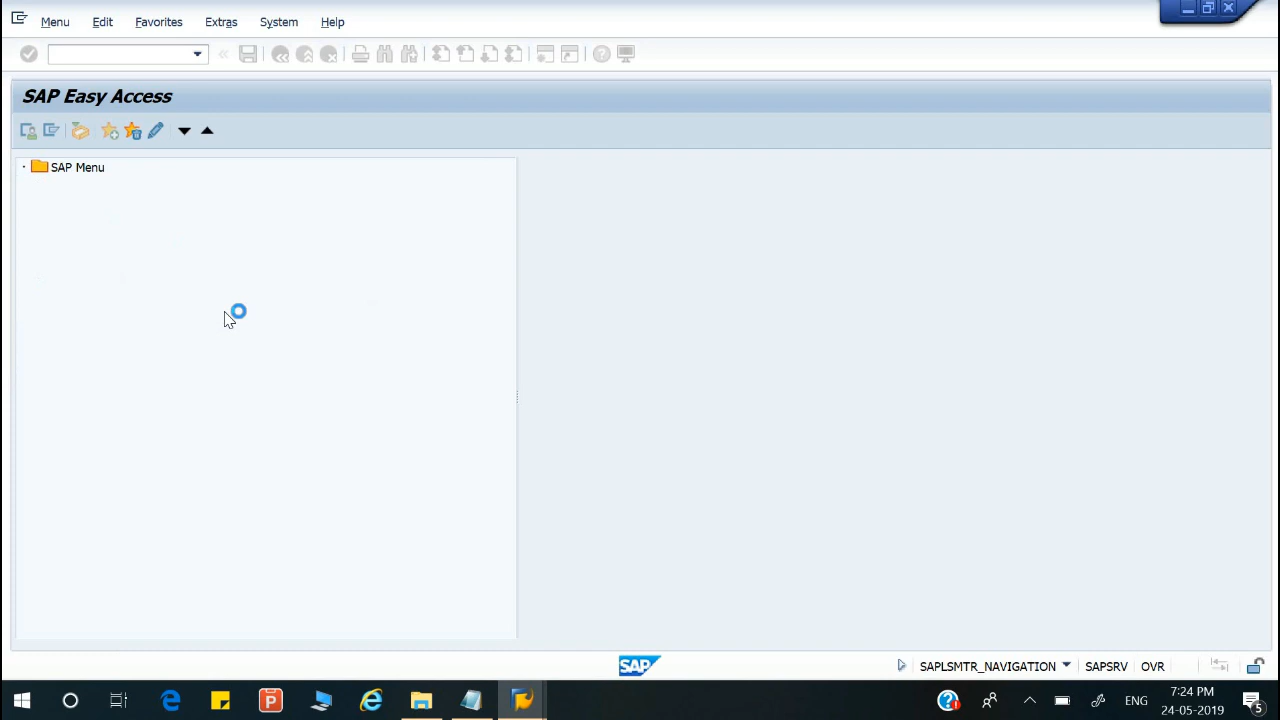 Menu Edit Favorites Extras System Help
SAP Easy Access
SAP Menu
SAP SAPLSMTR_NAVIGATION SAPSRV OVR
ENG 7:24 PM
24-05-2019 5